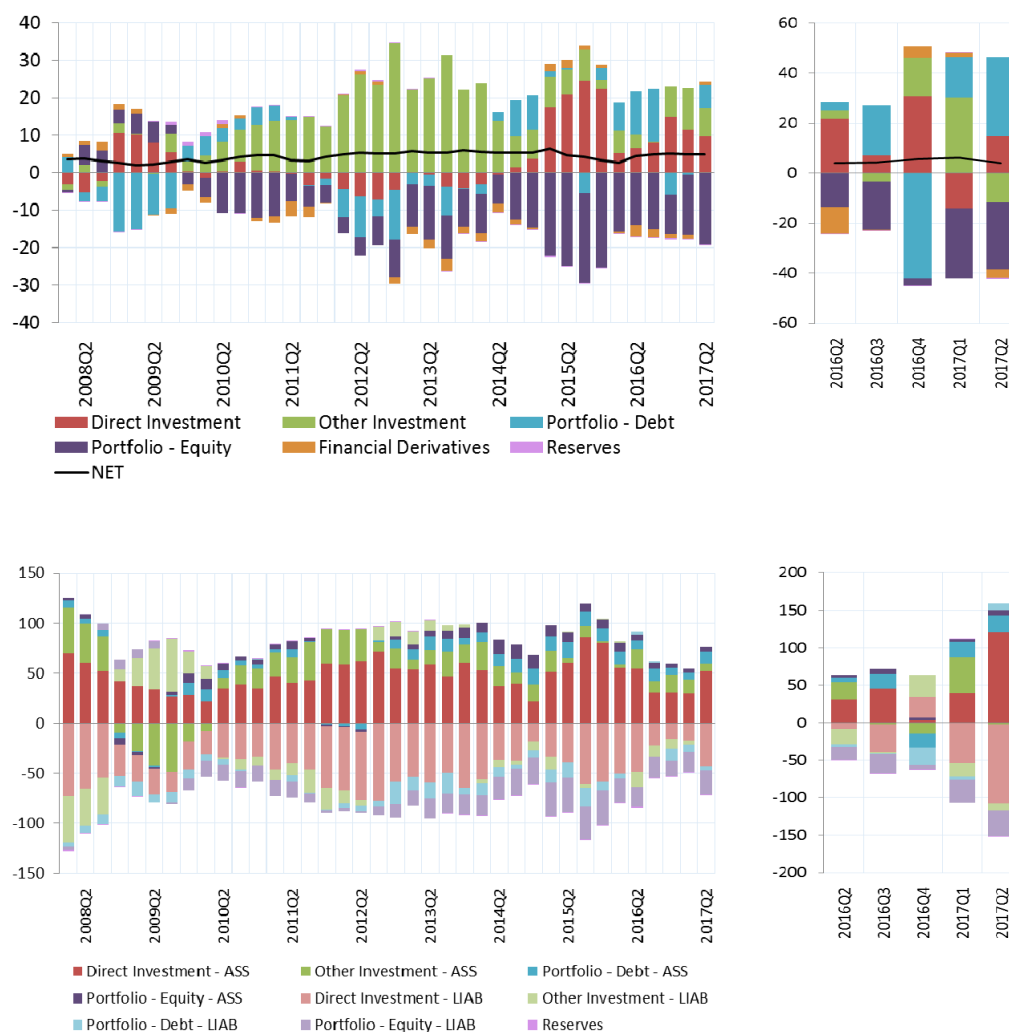 40
30
20
10
0
-10
-20
-30
-40
2008Q2
2009Q2
2010Q2
2011Q2
2012Q2
2013Q2
2014Q2
2015Q2
2016Q2
2017Q2
60
40
20
0
-20
-40
-60
2016Q2
2016Q3
2016Q4
2017Q1
2017Q2
Direct Investment
Other Investment
Portfolio - Debt
Portfolio - Equity
Financial Derivatives
Reserves
NET
150
100
50
0
-50
-100
-150
2008Q2
2009Q2
2010Q2
2011Q2
2012Q2
2013Q2
2014Q2
2015Q2
2016Q2
2017Q2
200
150
100
50
0
-50
-100
-150
-200
2016Q2
2016Q3
2016Q4
2017Q1
2017Q2
Direct Investment - ASS
Other Investment - ASS
Portfolio - Debt - ASS
Portfolio - Equity - ASS
Direct Investment - LIAB
Other Investment - LIAB
Portfolio - Debt - LIAB
Portfolio - Equity - LIAB
Reserves